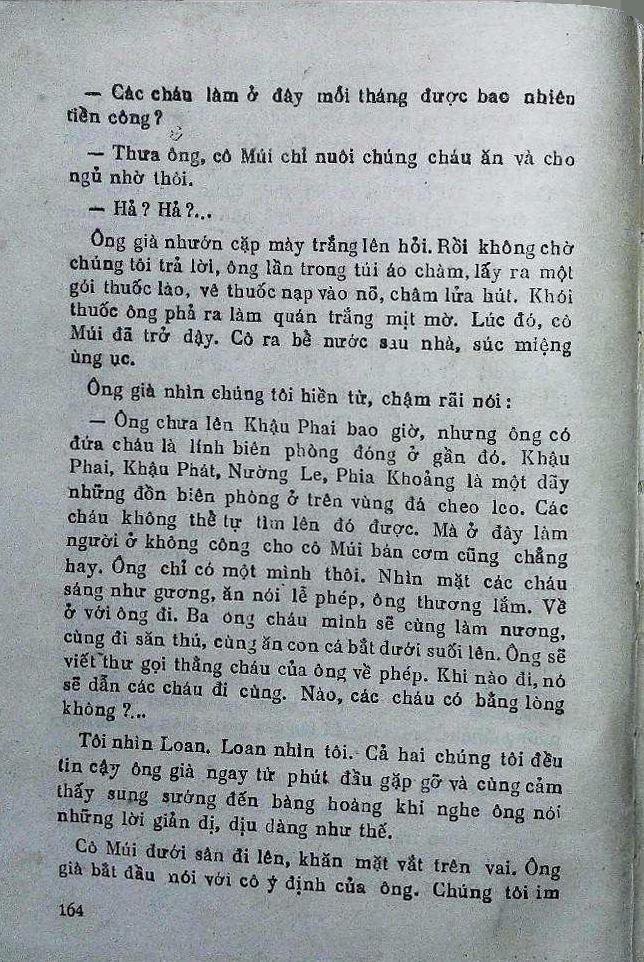 — Các cháu làm ở đây mỗi tháng được bao nhiêu
tiền công?
— Thưa ông, cô Múi chỉ nuôi chúng cháu ăn và cho
ngủ nhờ thôi.
— Hả? Hả?...
Ông già nhướn cặp mày trắng lên hỏi. Rồi không chờ
chúng tôi trả lời, ông lần trong túi áo chàm, lấy ra một
gói thuốc lào, vê thuốc nạp vào nõ, châm lửa hút. Khói
thuốc ông phả ra làm quán trắng mịt mờ. Lúc đó, cô
Múi đã trở dậy. Cô ra bể nước sau nhà, súc miệng
ùng ục.
Ông già nhìn chúng tôi hiền từ, chậm rãi nói:
— Ông chưa lên Khậu Phai bao giờ, nhưng ông có
đứa cháu là lính biên phòng đóng ở gần đó. Khậu
Phai, Khậu Phát, Nường Le, Phia Khoảng là một dãy
những đồn biên phòng ở trên vùng đá cheo leo. Các
cháu không thể tự tìm lên đó được. Mà ở đây làm
người ở không công cho cô Múi bán cơm cũng chẳng
hay. Ông chỉ có một mình thôi. Nhìn mặt các cháu
sáng như gương, ăn nói lễ phép, ông thương lắm. Về
ở với ông đi. Ba ông cháu mình sẽ cùng làm nương,
cùng đi săn thú, cùng ăn con cá bắt dưới suối lên. Ông sẽ
viết thư gọi thằng cháu của ông về phép. Khi nào đi, nó
sẽ dẫn các cháu đi cùng. Nào, các cháu có bằng lòng
không?...
Tôi nhìn Loan. Loan nhìn tôi. Cả hai chúng tôi đều
tin cậy ông già ngay từ phút đầu gặp gỡ và cùng cảm
thấy sung sướng đến bàng hoàng khi nghe ông nói
những lời giản dị, dịu dàng như thế.
Cô Múi dưới sân đi lên, khăn mặt vắt trên vai. Ông
già bắt đầu nói với cô ý định của ông. Chúng tôi im
164